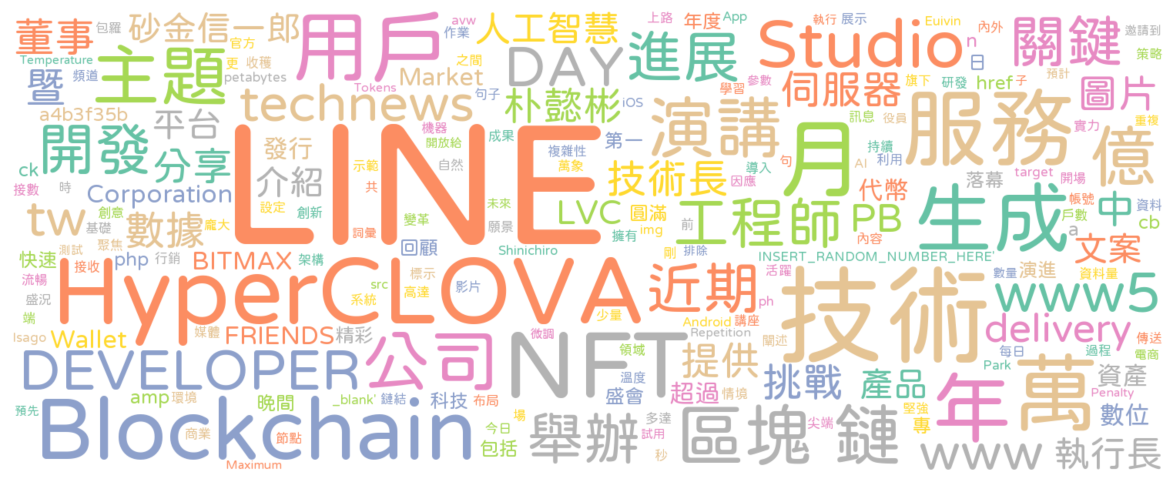 董事 包羅 砂金信一郎 用戶 avw 人工智慧 上路 年度 App 執行 展示 Euivin 內外 關鍵 邀請到
Temperature 暨 頻道 主題 官方 更 收穫 作業 之間 DAY 進展 Studio n 日 策略
petabytes Market Tokens 句子 iOS 參數 學習 伺服器 旗下 研發 href 子 預計 圖片
a4b3f35b technews 朴懿彬 演講 訊息 役員 服務 實力 重複
開發 平台 發行 LINE 機器 開放給 成果 複雜性 第一 月 持續 億
ck 分享 介紹 示範 自然 萬象 技術長 導入 因應 句 AI 利用 target 開場
接數 時 Corporation 共 設定 創新 未來 LVC 圓滿 工程師 代幣 落幕 帳號 生成 中 資料
tw 創意 基礎 數據 龐大 詞彙 變革 願景 擁有 img 前 PB 戶數 a cb
快速 測試 聚焦 php 行銷 BITMAX 架構 回顧 Shinichiro 剛 排除 內容 INSERT_RANDOM_NUMBER_HERE' 文案
流暢 接收 HyperCLOVA 標示 近期 活躍 技術 數量 演進 資料量
盛況 端 src 系統 高達 影片 ph www5
Isago Wallet 媒體 FRIENDS 精彩 少量 Android 講座 delivery
DEVELOPER 公司 微調 NFT Repetition 闡述 每日 過程 傳送
領域 提供 Park 電商
amp 環境 晚間 _blank' 鏈結 科技 布局 溫度 盛會 超過 情境 挑戰 產品 萬 資產
預先 Blockchain 場 多達 堅強 年 Penalty 數位
商業 節點 今日 包括 舉辦 試用 區塊 鏈 尖端 專
Maximum 秒 www 執行長